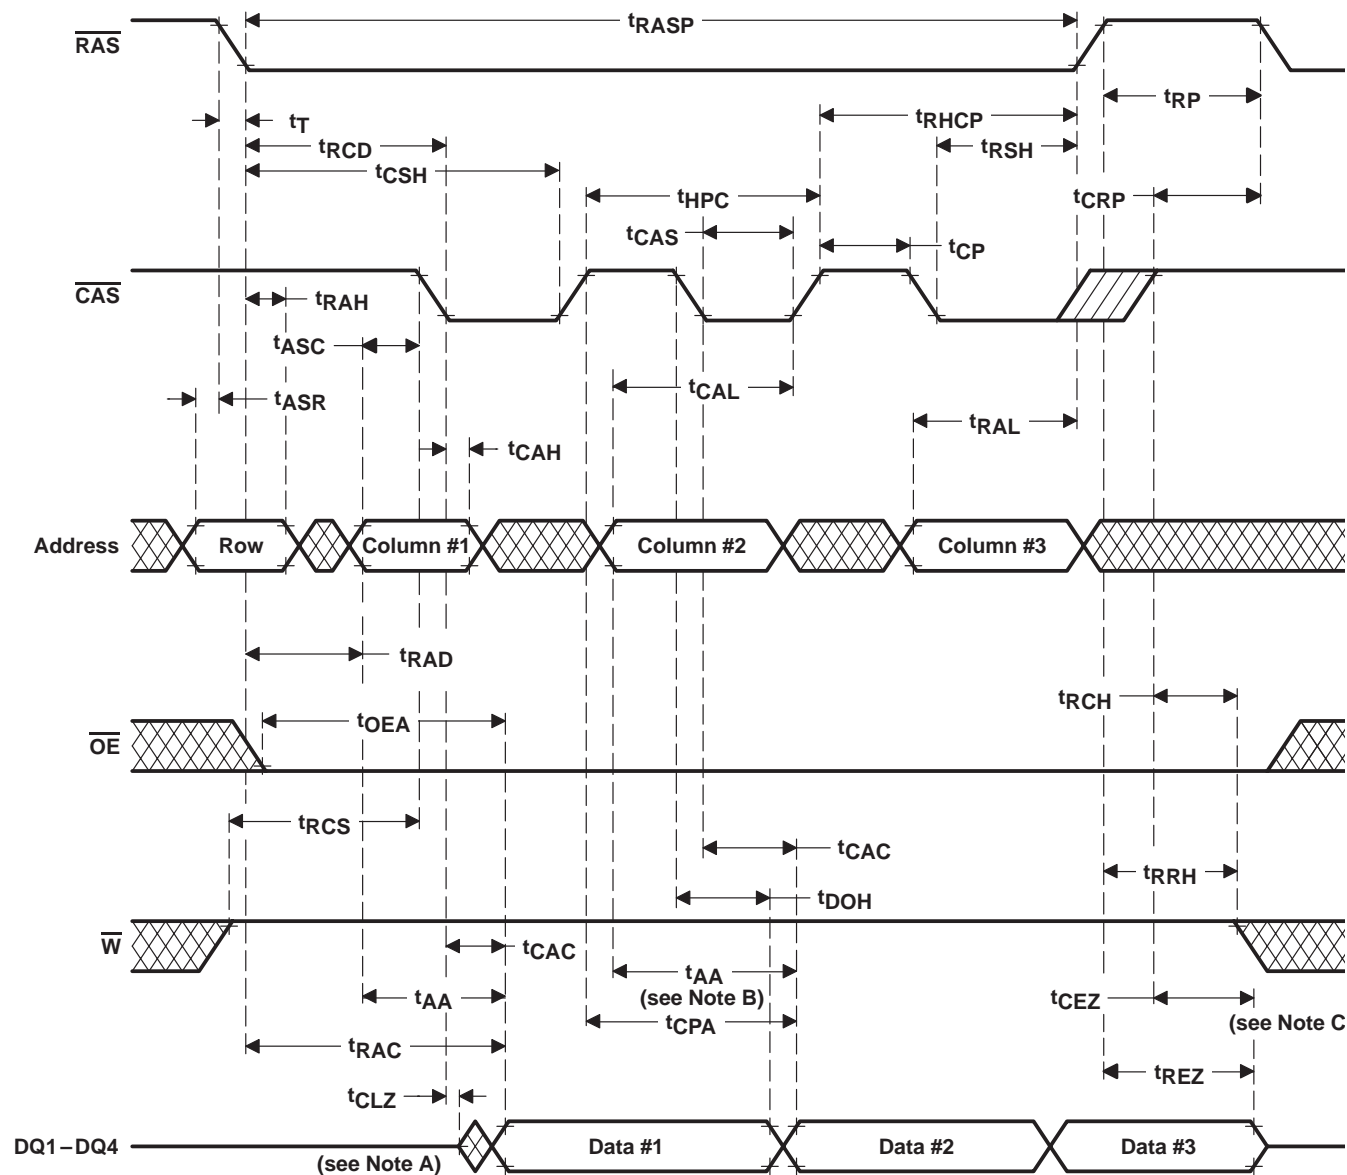 tRASP
RAS
tRP
tT
tRHCP
tRCD
tRSH
tCSH
tHPC
tCRP
tCAS
tCP
CAS
tRAH
tASC
tCAL
tASR
tRAL
tCAH
Address Row Column #1 Column #2 Column #3
tRAD
tRCH
tOEA
OE
tRCS
tCAC
tRRH
tDOH
W
tCAC
tAA
(see Note B)
tAA
tCEZ
(see Note C
tCPA
tRAC
tREZ
tCLZ
DQ1–DQ4 Data #1 Data #2 Data #3
(see Note A)